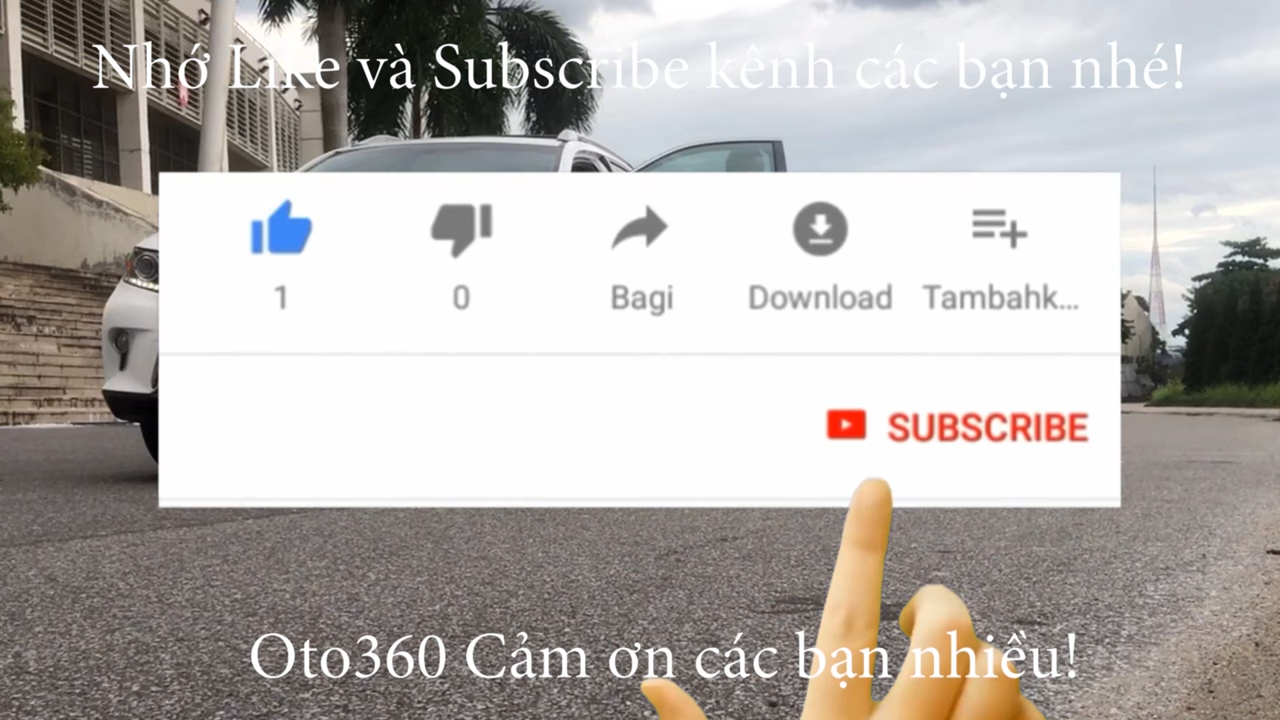 Nhớ Like và Subscribe kênh các bạn nhé!
1 0 Bagi Download Tambahk...
SUBSCRIBE
Oto360 Cảm ơn các bạn nhiều!